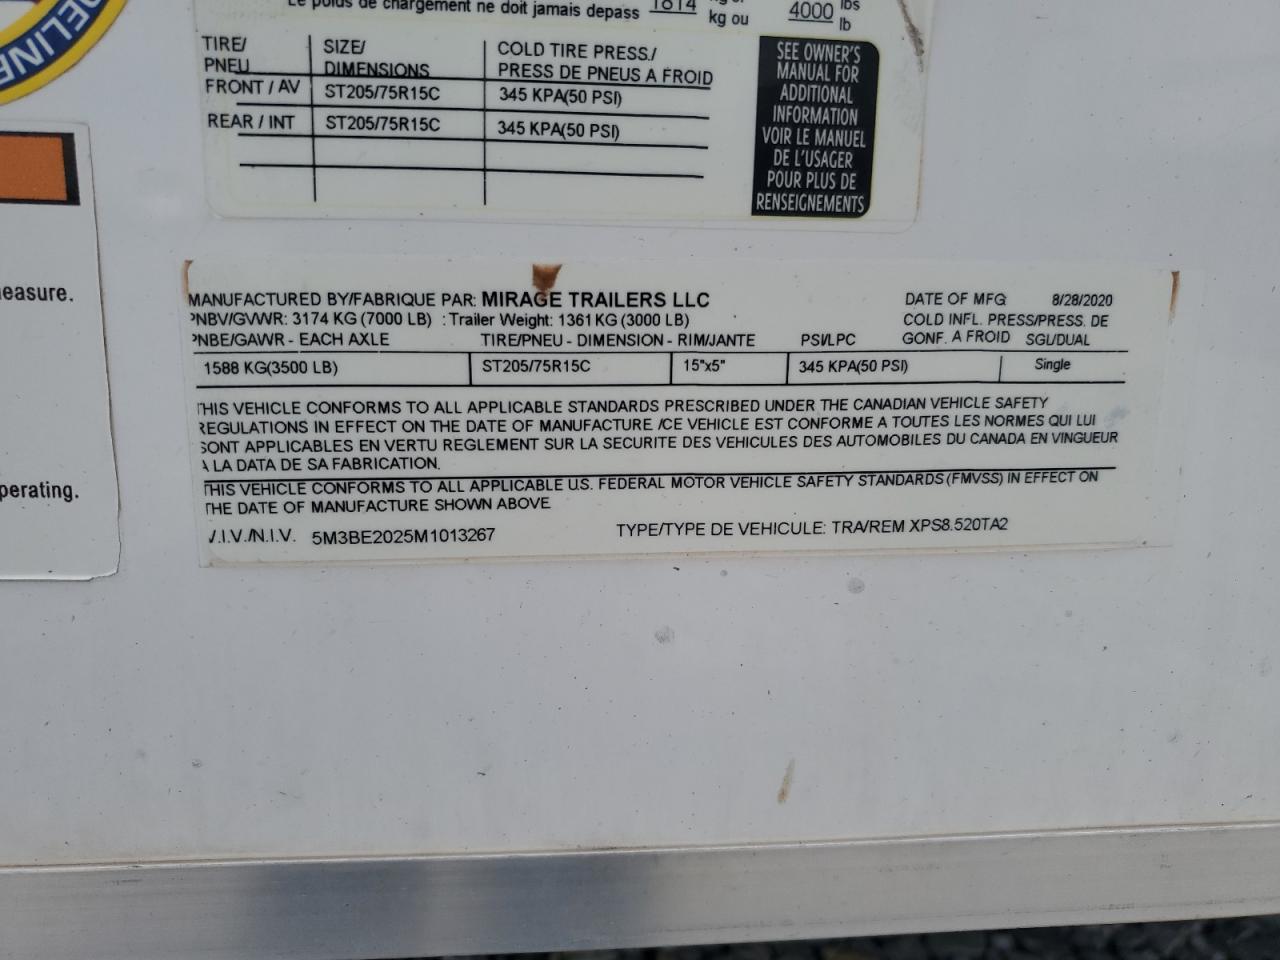 Le poids de chargement ne doit jamais depass 1814 kg ou 4000 lbs
lb
TIRE/ SIZE/ COLD TIRE PRESS./
PNEU DIMENSIONS PRESS DE PNEUS A FROID
FRONT / AV ST205/75R15C 345 KPA(50 PSI)
REAR / INT ST205/75R15C 345 KPA(50 PSI)
SEE OWNER'S
MANUAL FOR
ADDITIONAL
INFORMATION
VOIR LE MANUEL
DE L'USAGER
POUR PLUS DE
RENSEIGNEMENTS
easure.
perating.
MANUFACTURED BY/FABRIQUE PAR: MIRAGE TRAILERS LLC DATE OF MFG 8/28/2020
PNBV/GVWR: 3174 KG (7000 LB) : Trailer Weight: 1361 KG (3000 LB) COLD INFL. PRESS/PRESS. DE
PNBE/GAWR - EACH AXLE TIRE/PNEU - DIMENSION - RIM/JANTE PSI/LPC GONF. A FROID SGL/DUAL
1588 KG(3500 LB) ST205/75R15C 15"x5" 345 KPA(50 PSI) Single
THIS VEHICLE CONFORMS TO ALL APPLICABLE STANDARDS PRESCRIBED UNDER THE CANADIAN VEHICLE SAFETY
REGULATIONS IN EFFECT ON THE DATE OF MANUFACTURE /CE VEHICLE EST CONFORME A TOUTES LES NORMES QUI LUI
SONT APPLICABLES EN VERTU REGLEMENT SUR LA SECURITE DES VEHICULES DES AUTOMOBILES DU CANADA EN VINGUEUR
A LA DATA DE SA FABRICATION.
THIS VEHICLE CONFORMS TO ALL APPLICABLE U.S. FEDERAL MOTOR VEHICLE SAFETY STANDARDS (FMVSS) IN EFFECT ON
THE DATE OF MANUFACTURE SHOWN ABOVE
V.I.V./N.I.V. 5M3BE2025M1013267 TYPE/TYPE DE VEHICULE: TRA/REM XPS8.520TA2